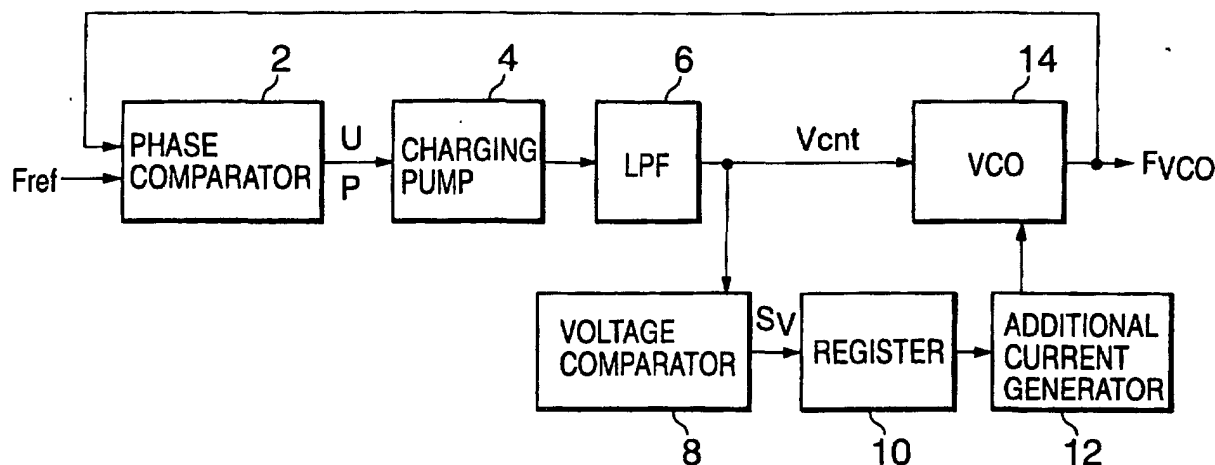 2
4
6
14
PHASE
COMPARATOR
U
P
CHARGING
PUMP
LPF
Vcnt
VCO
Fref
FVCO
VOLTAGE
COMPARATOR
SV
REGISTER
ADDITIONAL
CURRENT
GENERATOR
8
10
12